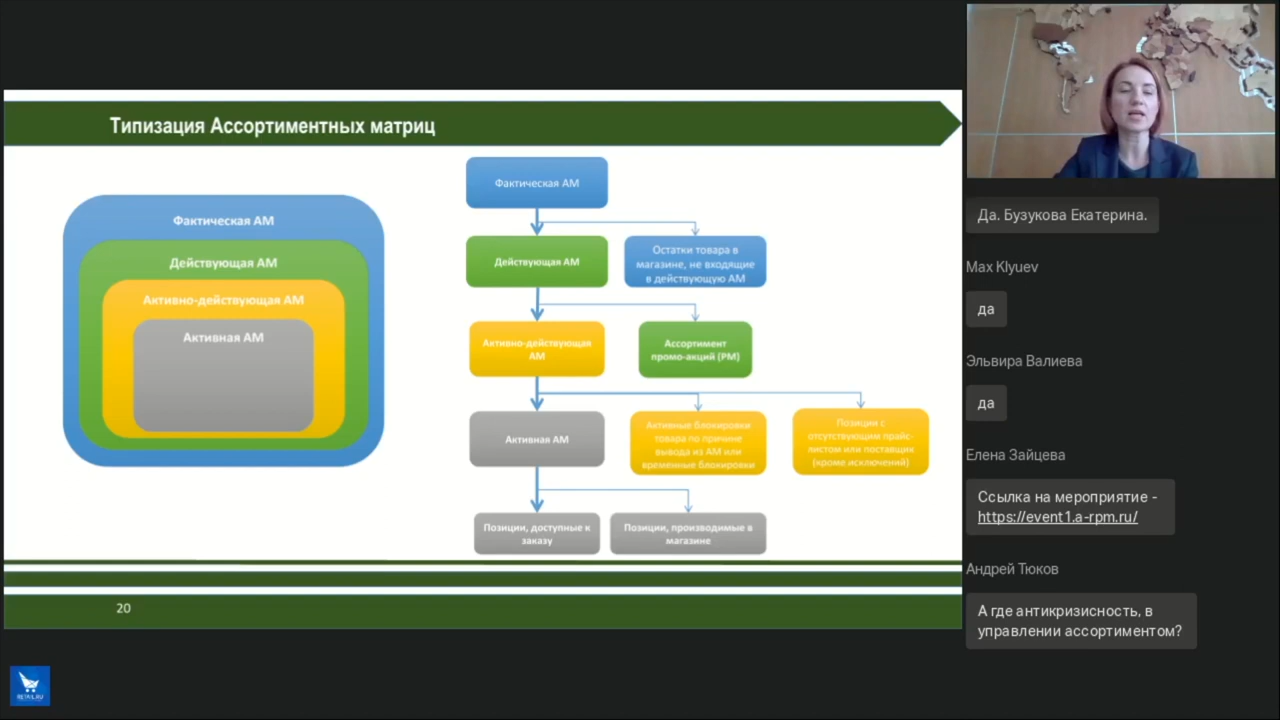 Типизация Ассортиментных матриц
Фактическая АМ
Действующая АМ
Активно-действующая АМ
Активная АМ
Фактическая АМ
Действующая АМ
Остатки товара в
магазине, не входящие
в действующую АМ
Активно-действующая
АМ
Ассортимент
промо-акций (РМ)
Активная АМ
Активные блокировки
товара по причине
вывода из АМ или
временные блокировки
Позиции с
отсутствующим прайс-
листом или поставщик
(кроме исключений)
Позиции, доступные к
заказу
Позиции, производимые в
магазине
20
RETAIL.RU
Да. Бузукова Екатерина.
Max Klyuev
да
Эльвира Валиева
да
Елена Зайцева
Ссылка на мероприятие -
https://event1.a-rpm.ru/
Андрей Тюков
А где антикризисность, в
управлении ассортиментом?